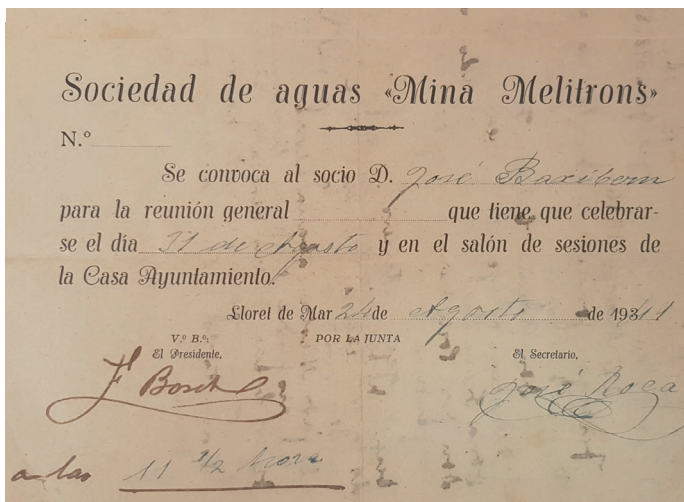 Sociedad de aguas «Mina Melitrons»
N.º
Se convoca al socio D. José
para la reunión general que tiene que celebrar-
se el día 31 de Agosto y en el salón de sesiones de
la Casa Ayuntamiento.
Lloret de Mar 24 de Agosto de 1941
V.º B.º:
El Presidente,
POR LA JUNTA
El Secretario,
F. Bosch
José Roca
a las 11 1/2 hora